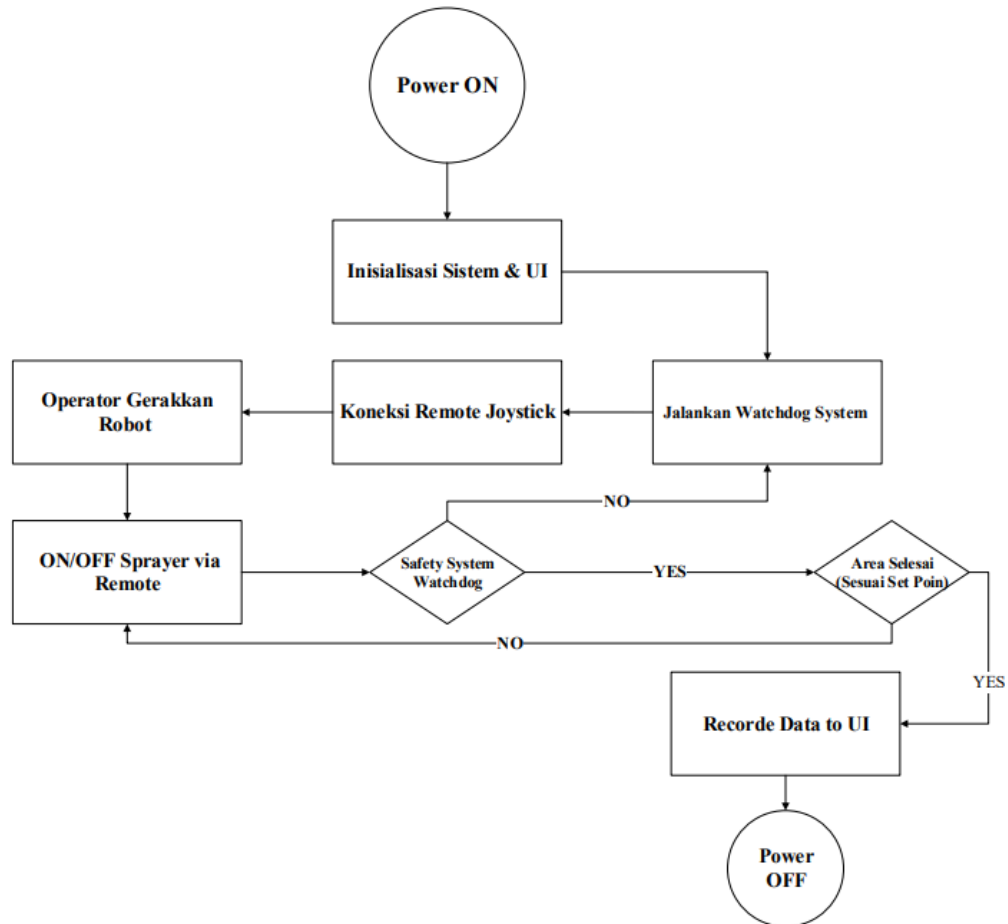 Power ON
Inisialisasi Sistem & UI
Operator Gerakkan
Robot
Koneksi Remote Joystick
Jalankan Watchdog System
NO
ON/OFF Sprayer via
Remote
Safety System
Watchdog
YES
Area Selesai
(Sesuai Set Poin)
NO
YES
Recorde Data to UI
Power
OFF